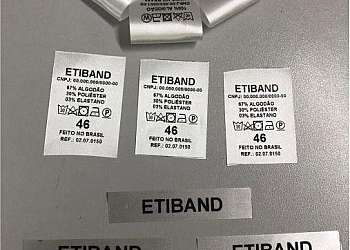 100% ALGODÃO
ETIBAND
CNPJ: 00.000.000/0000-00
67% ALGODÃO
30% POLIÉSTER
03% ELASTANO
46
FEITO NO BRASIL
REF.: 02.07.0150
ETIBAND
CNPJ: 00.000.000/0000-00
67% ALGODÃO
30% POLIÉSTER
03% ELASTANO
46
FEITO NO BRASIL
REF.: 02.07.0150
ETIBAND
CNPJ: 00.000.000/0000-00
67% ALGODÃO
30% POLIÉSTER
03% ELASTANO
46
FEITO NO BRASIL
REF.: 02.07.0150
ETIBAND
ETIBAND
ETIBAND